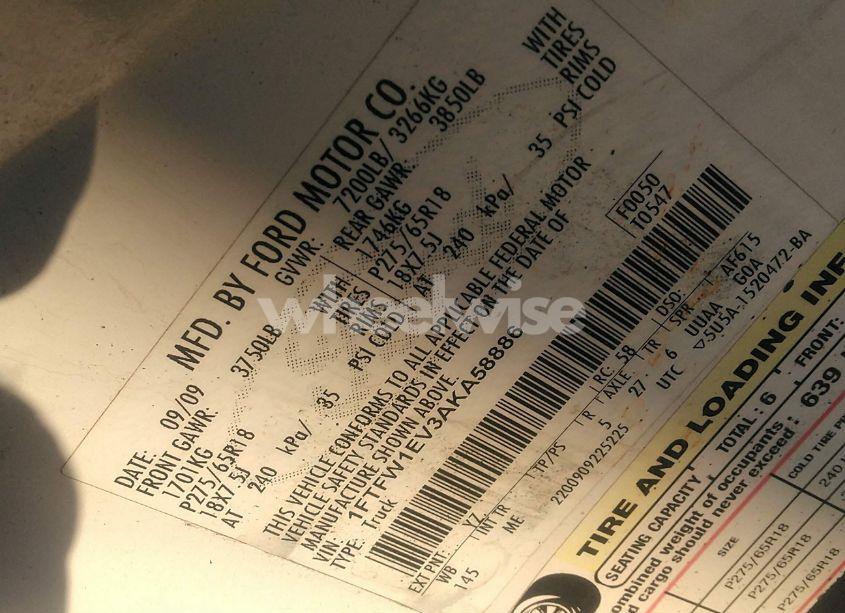 MFD. BY FORD MOTOR CO.
DATE: 09/09 GVWR: 7200LB/ 3266KG
FRONT GAWR: 3750LB REAR GAWR: 3850LB
1701KG WITH 1746KG WITH
P275/65R18 TIRES P275/65R18 TIRES
18X7.5J RIMS 18X7.5J RIMS
AT 240 kPa/ 35 PSI COLD AT 240 kPa/ 35 PSI COLD
THIS VEHICLE CONFORMS TO ALL APPLICABLE FEDERAL MOTOR
VEHICLE SAFETY STANDARDS IN EFFECT ON THE DATE OF
MANUFACTURE SHOWN ABOVE.
VIN: 1FTFW1EV3AKA58886 F0050
TYPE: Truck T0547
EXT PNT: YZ RC: 58 DSO:
WB INT TR TP/PS R AXLE TR SPR AF615
145 ME 5 27 6 UUAA G0A
2200909225225 UTC ▽5U5A-1520472-BA
TIRE AND LOADING INF
SEATING CAPACITY TOTAL: 6 FRONT:
Combined weight of occupants
d cargo should never exceed: 639
SIZE COLD TIRE
P275/65R18 240
P275/65R18
P275/65R18
wheelwise